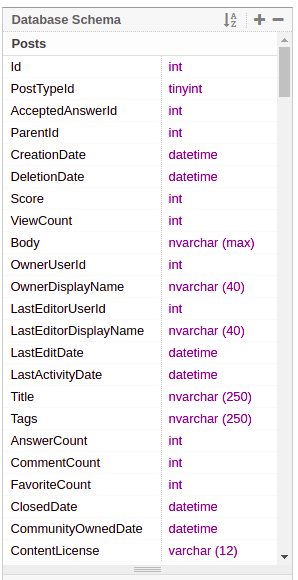 Database Schema
Posts
Id int
PostTypeId tinyint
AcceptedAnswerId int
ParentId int
CreationDate datetime
DeletionDate datetime
Score int
ViewCount int
Body nvarchar (max)
OwnerUserId int
OwnerDisplayName nvarchar (40)
LastEditorUserId int
LastEditorDisplayName nvarchar (40)
LastEditDate datetime
LastActivityDate datetime
Title nvarchar (250)
Tags nvarchar (250)
AnswerCount int
CommentCount int
FavoriteCount int
ClosedDate datetime
CommunityOwnedDate datetime
ContentLicense varchar (12)